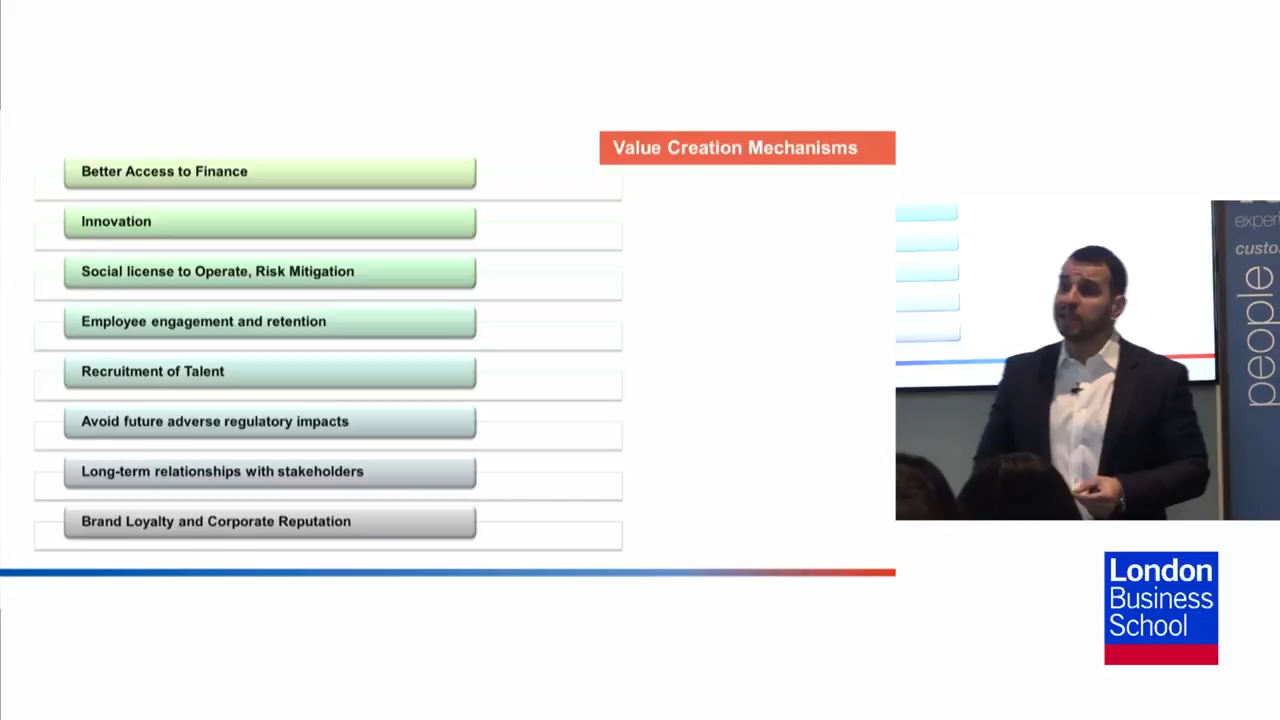 Value Creation Mechanisms
Better Access to Finance
Innovation
Social license to Operate, Risk Mitigation
Employee engagement and retention
Recruitment of Talent
Avoid future adverse regulatory impacts
Long-term relationships with stakeholders
Brand Loyalty and Corporate Reputation
people
London
Business
School